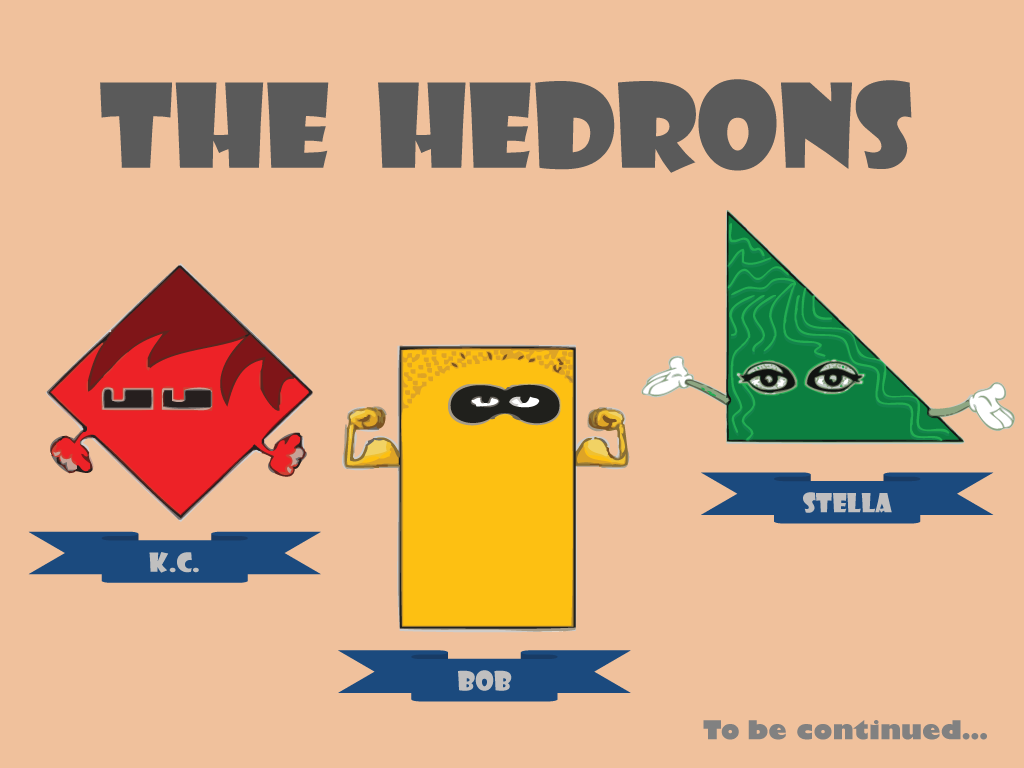 THE HEDRONS
K.C.
BOB
STELLA
To be continued...